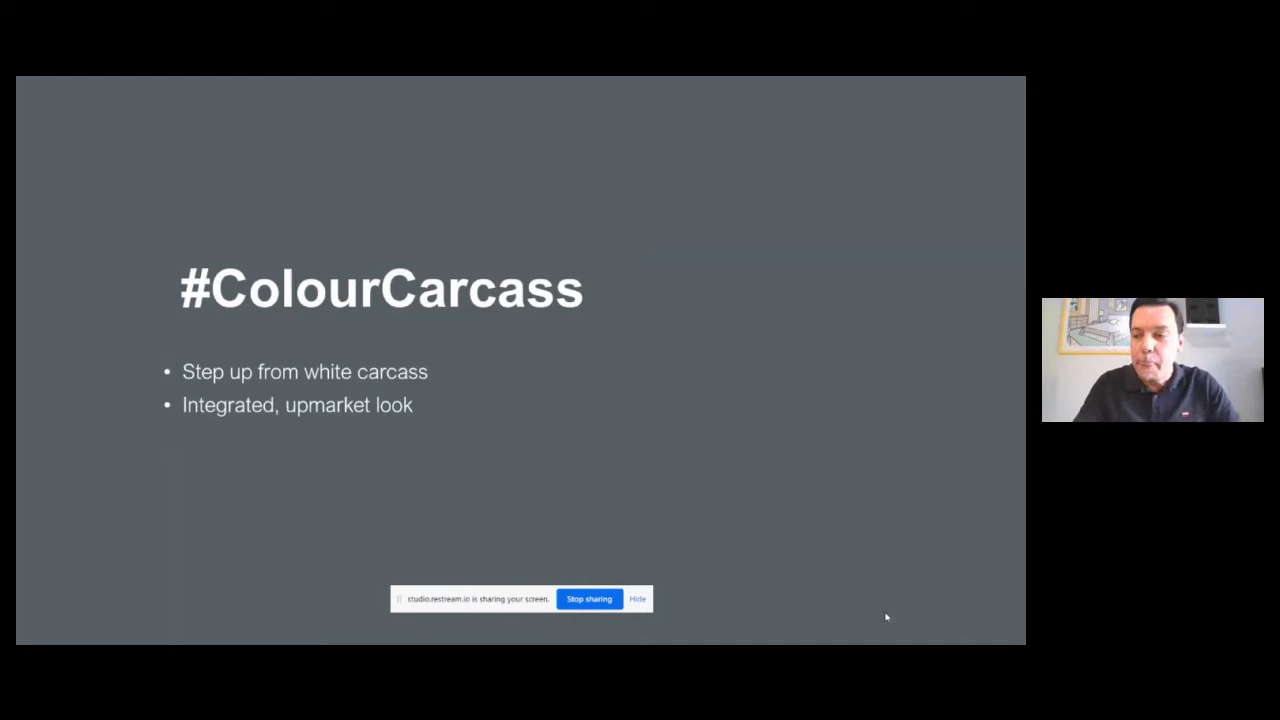 #ColourCarcass
• Step up from white carcass
• Integrated, upmarket look
studio.restream.io is sharing your screen. Stop sharing Hide